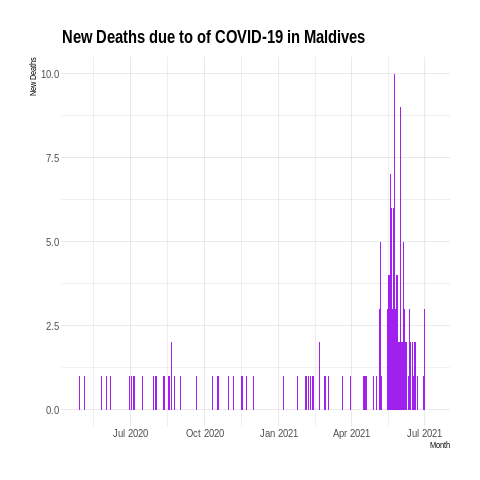 New Deaths due to of COVID-19 in Maldives
New Deaths
10.0
7.5
5.0
2.5
0.0
Jul 2020 Oct 2020 Jan 2021 Apr 2021 Jul 2021
Month